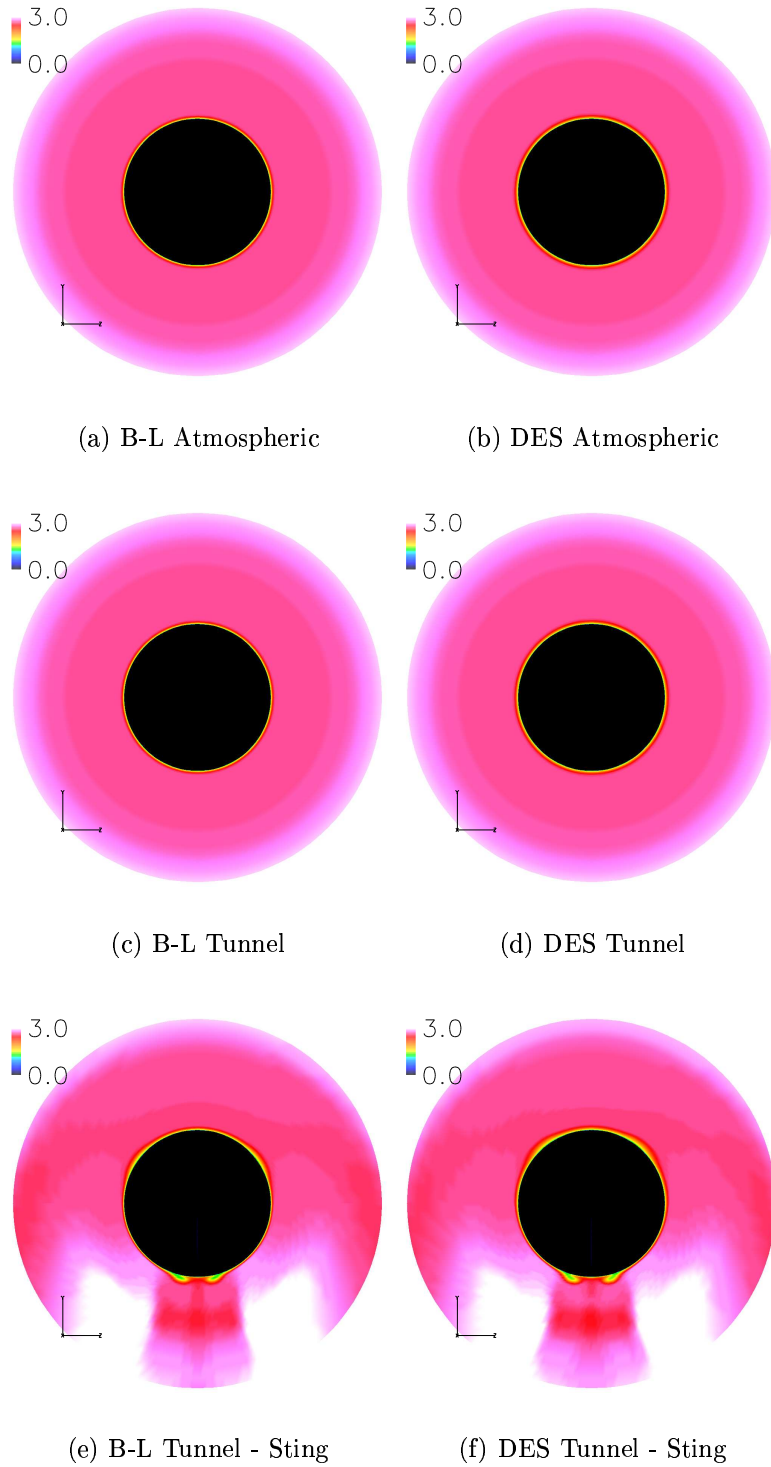 3.0 3.0
0.0 0.0
Y Y
(a) B-L Atmospheric (b) DES Atmospheric
3.0 3.0
0.0 0.0
Y Y
(c) B-L Tunnel (d) DES Tunnel
3.0 3.0
0.0 0.0
Y Y
(e) B-L Tunnel - Sting (f) DES Tunnel - Sting